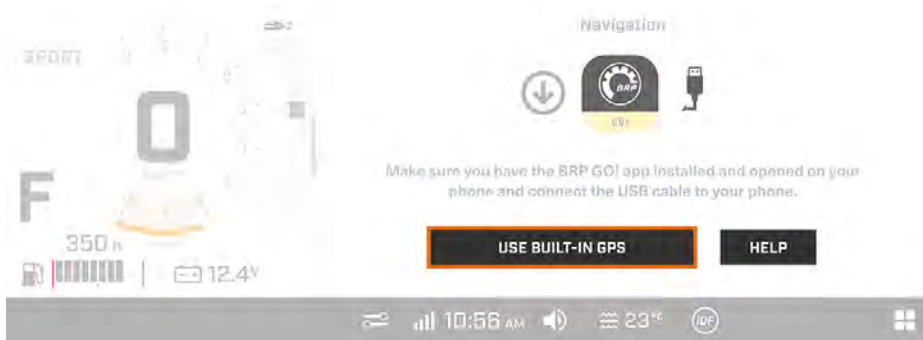 Navigation
SPORT
BRP
GO!
0
Make sure you have the BRP GO! app installed and opened on your
phone and connect the USB cable to your phone.
F
350 h
12.4V
USE BUILT-IN GPS
HELP
10:56 AM
23°C
iDF